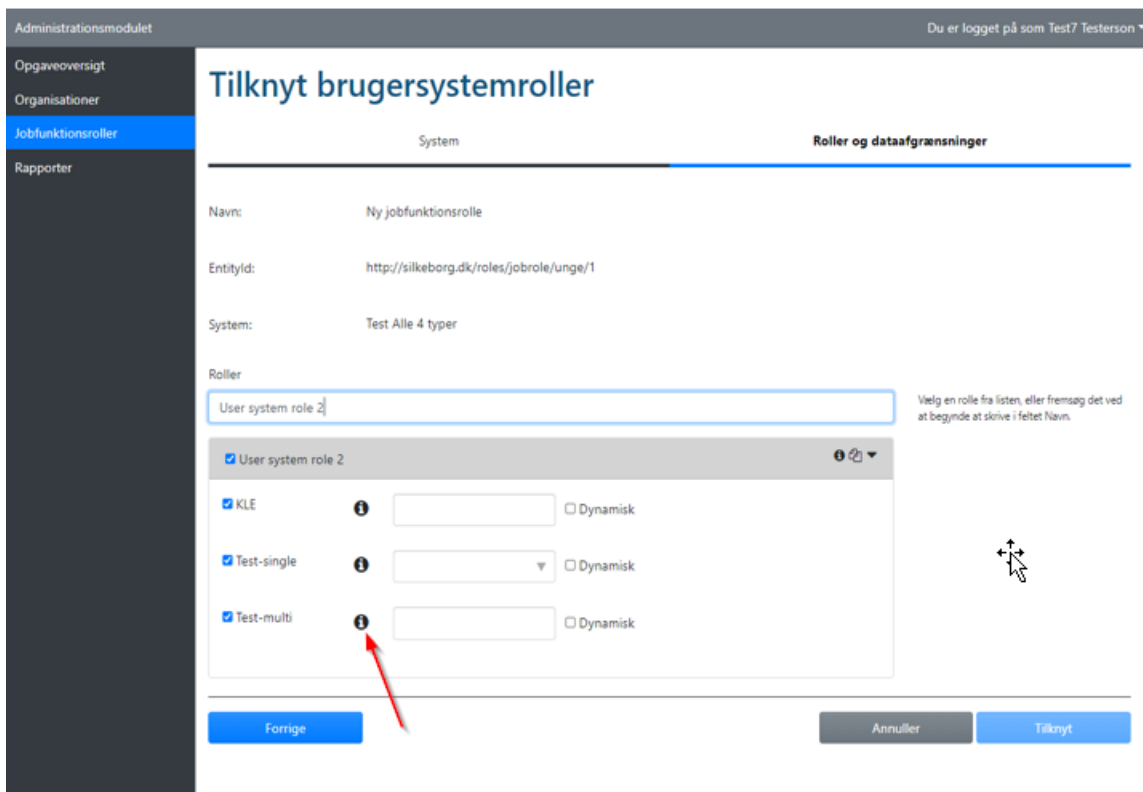 Administrationsmodulet
Du er logget på som Test7 Testerson
Opgaveoversigt
Organisationer
Jobfunktionsroller
Rapporter
Tilknyt brugersystemroller
System
Roller og dataafgrænsninger
Navn: Ny jobfunktionsrolle
EntityId: http://silkeborg.dk/roles/jobrole/unge/1
System: Test Alle 4 typer
Roller
User system role 2
Vælg en rolle fra listen, eller fremsøg det ved
at begynde at skrive i feltet Navn.
User system role 2
KLE Dynamisk
Test-single Dynamisk
Test-multi Dynamisk
Forrige
Annuller
Tilknyt